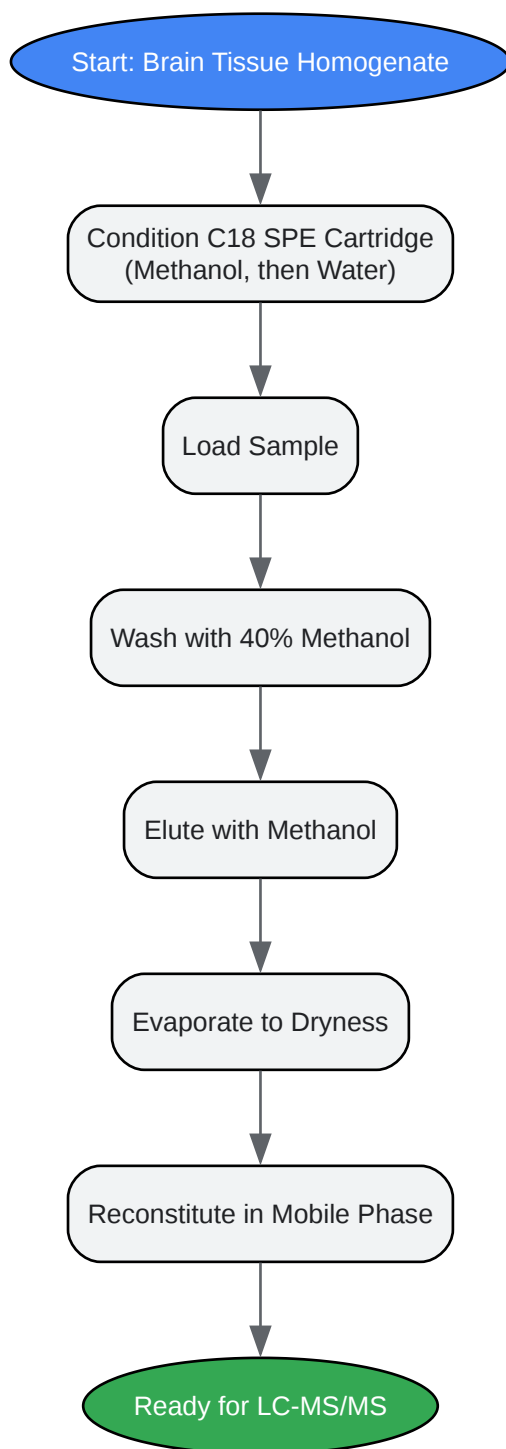 Start: Brain Tissue Homogenate
Condition C18 SPE Cartridge
(Methanol, then Water)
Load Sample
Wash with 40% Methanol
Elute with Methanol
Evaporate to Dryness
Reconstitute in Mobile Phase
Ready for LC-MS/MS